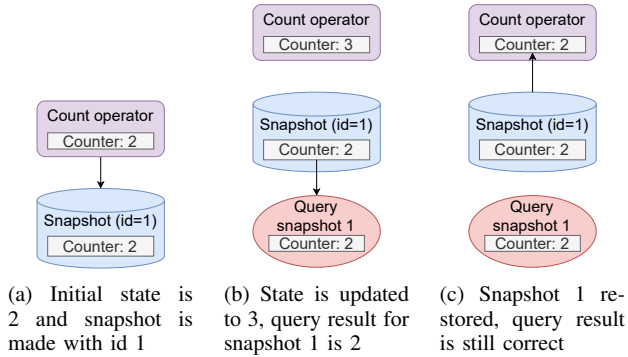 Count operator
Counter: 2
Snapshot (id=1)
Counter: 2
(a) Initial state is
2 and snapshot is
made with id 1
Count operator
Counter: 3
Snapshot (id=1)
Counter: 2
Query
snapshot 1
Counter: 2
(b) State is updated
to 3, query result for
snapshot 1 is 2
Count operator
Counter: 2
Snapshot (id=1)
Counter: 2
Query
snapshot 1
Counter: 2
(c) Snapshot 1 re-
stored, query result
is still correct